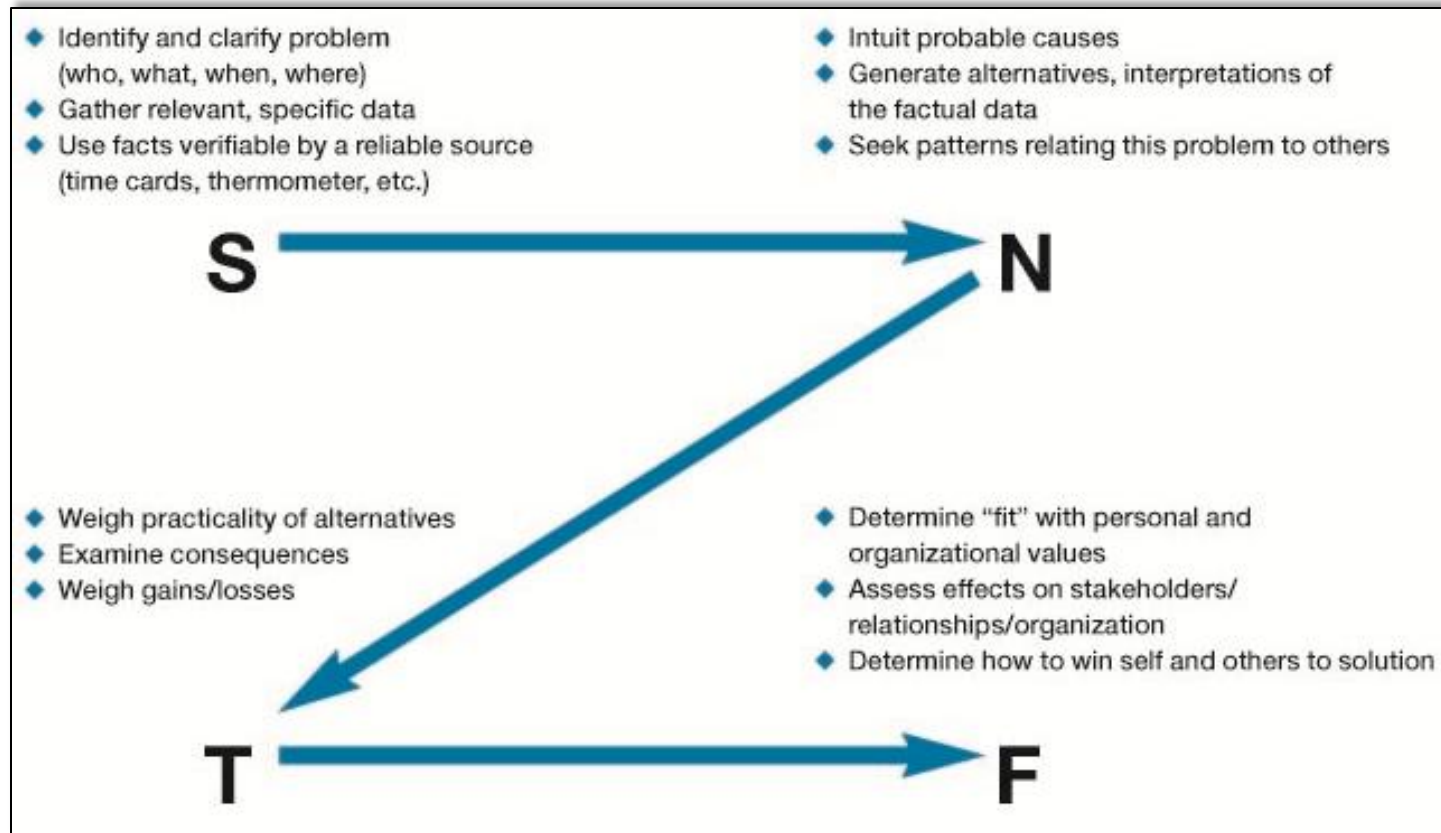 ◆ Identify and clarify problem
(who, what, when, where)
◆ Gather relevant, specific data
◆ Use facts verifiable by a reliable source
(time cards, thermometer, etc.)
◆ Intuit probable causes
◆ Generate alternatives, interpretations of
the factual data
◆ Seek patterns relating this problem to others
S
N
◆ Weigh practicality of alternatives
◆ Examine consequences
◆ Weigh gains/losses
◆ Determine “fit” with personal and
organizational values
◆ Assess effects on stakeholders/
relationships/organization
◆ Determine how to win self and others to solution
T
F